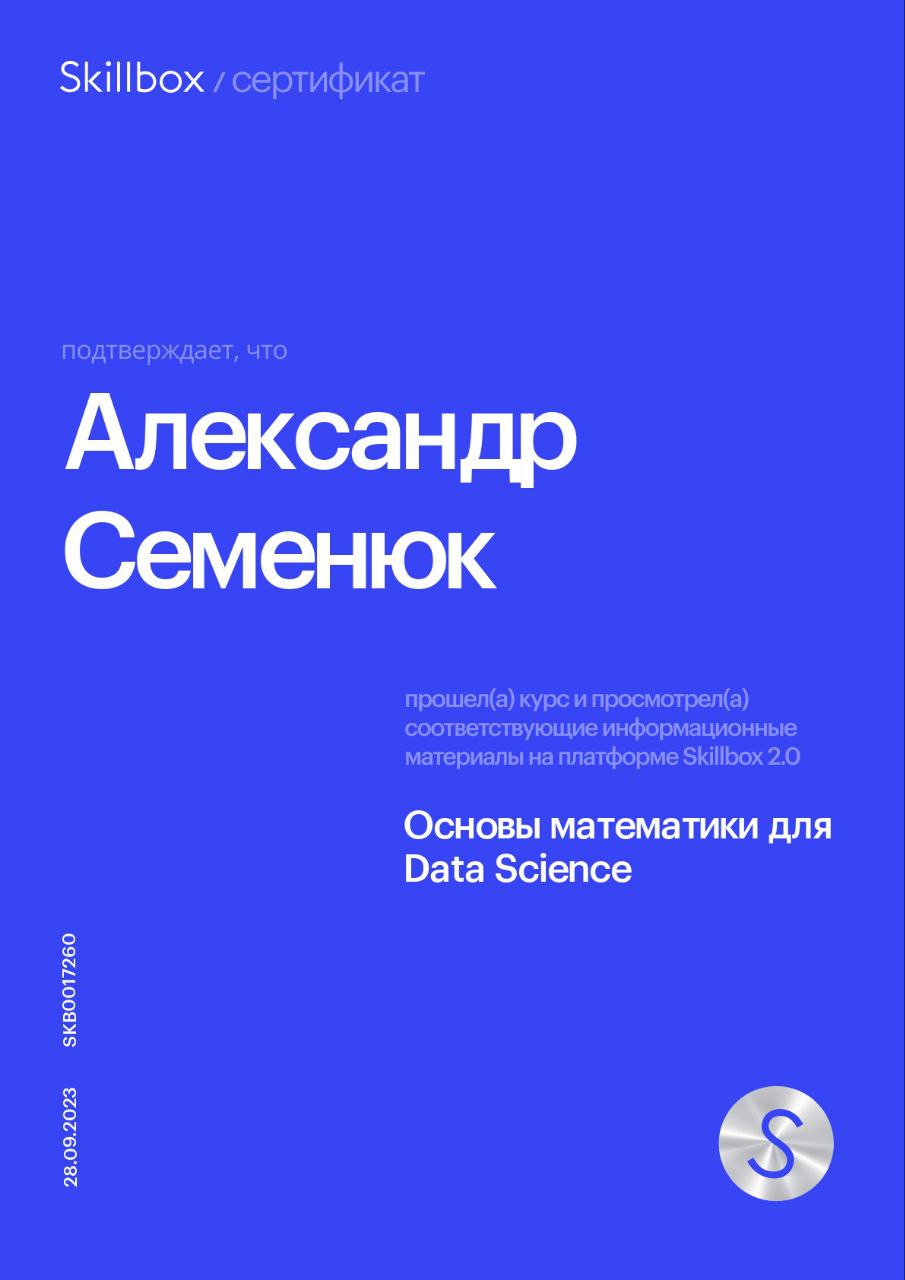 Skillbox / сертификат
подтверждает, что
Александр
Семенюк
прошел(а) курс и просмотрел(а)
соответствующие информационные
материалы на платформе Skillbox 2.0
Основы математики для
Data Science
SKB0017260
28.09.2023
S